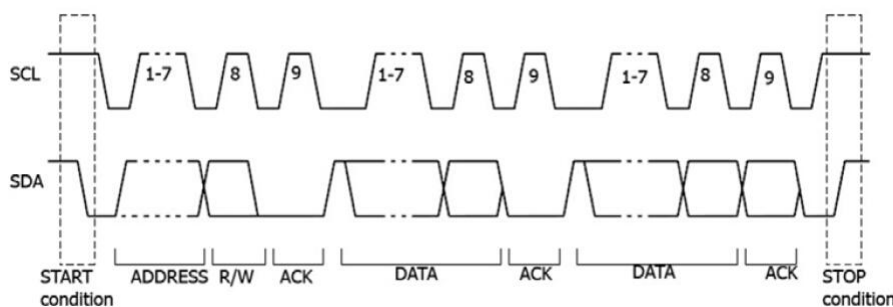 SCL
1-7
8
9
1-7
8
9
1-7
8
9
SDA
START
condition
ADDRESS
R/W
ACK
DATA
ACK
DATA
ACK
STOP
condition